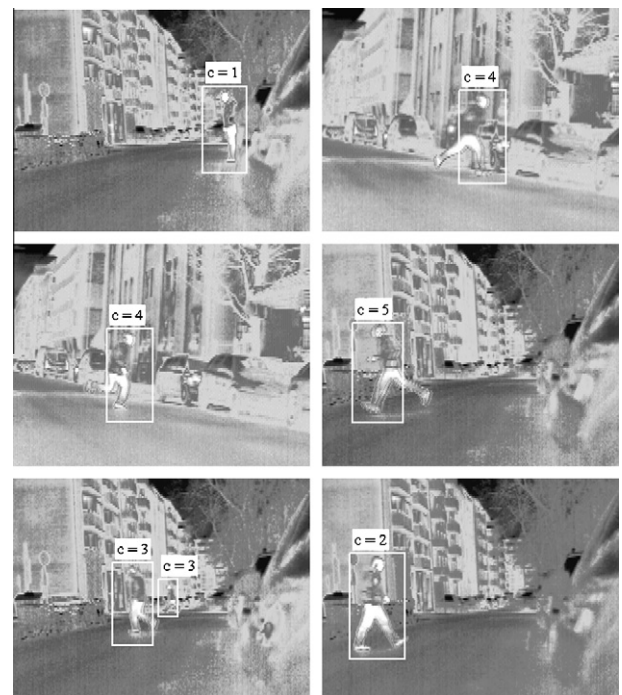 c = 1
c = 4
c = 4
c = 5
c = 3
c = 3
c = 2